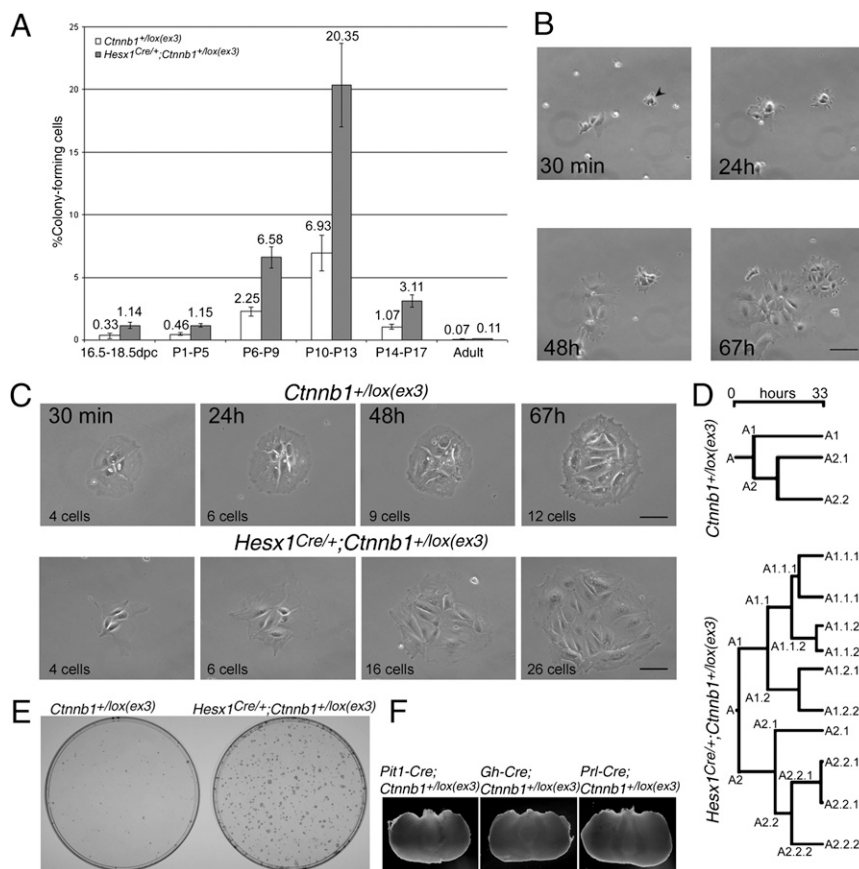 A
Ctnnb1+/lox(ex3)
Hesx1Cre/+;Ctnnb1+/lox(ex3)
%Colony-forming cells
25
20
15
10
5
0
0.33
1.14
0.46
1.15
2.25
6.58
6.93
20.35
1.07
3.11
0.07
0.11
16.5-18.5dpc
P1-P5
P6-P9
P10-P13
P14-P17
Adult
B
30 min
24h
48h
67h
C
Ctnnb1+/lox(ex3)
30 min
24h
48h
67h
4 cells
6 cells
9 cells
12 cells
Hesx1Cre/+;Ctnnb1+/lox(ex3)
4 cells
6 cells
16 cells
26 cells
D
0 hours 33
Ctnnb1+/lox(ex3)
A
A1
A1
A2
A2.1
A2.2
Hesx1Cre/+;Ctnnb1+/lox(ex3)
A
A1
A1.1
A1.1.1
A1.1.1
A1.1.1
A1.1.2
A1.1.2
A1.1.2
A1.2
A1.2.1
A1.2.2
A2
A2.1
A2.1
A2.2
A2.2.1
A2.2.1
A2.2.1
A2.2.2
A2.2.2
E
Ctnnb1+/lox(ex3)
Hesx1Cre/+;Ctnnb1+/lox(ex3)
F
Pit1-Cre;
Ctnnb1+/lox(ex3)
Gh-Cre;
Ctnnb1+/lox(ex3)
Prl-Cre;
Ctnnb1+/lox(ex3)